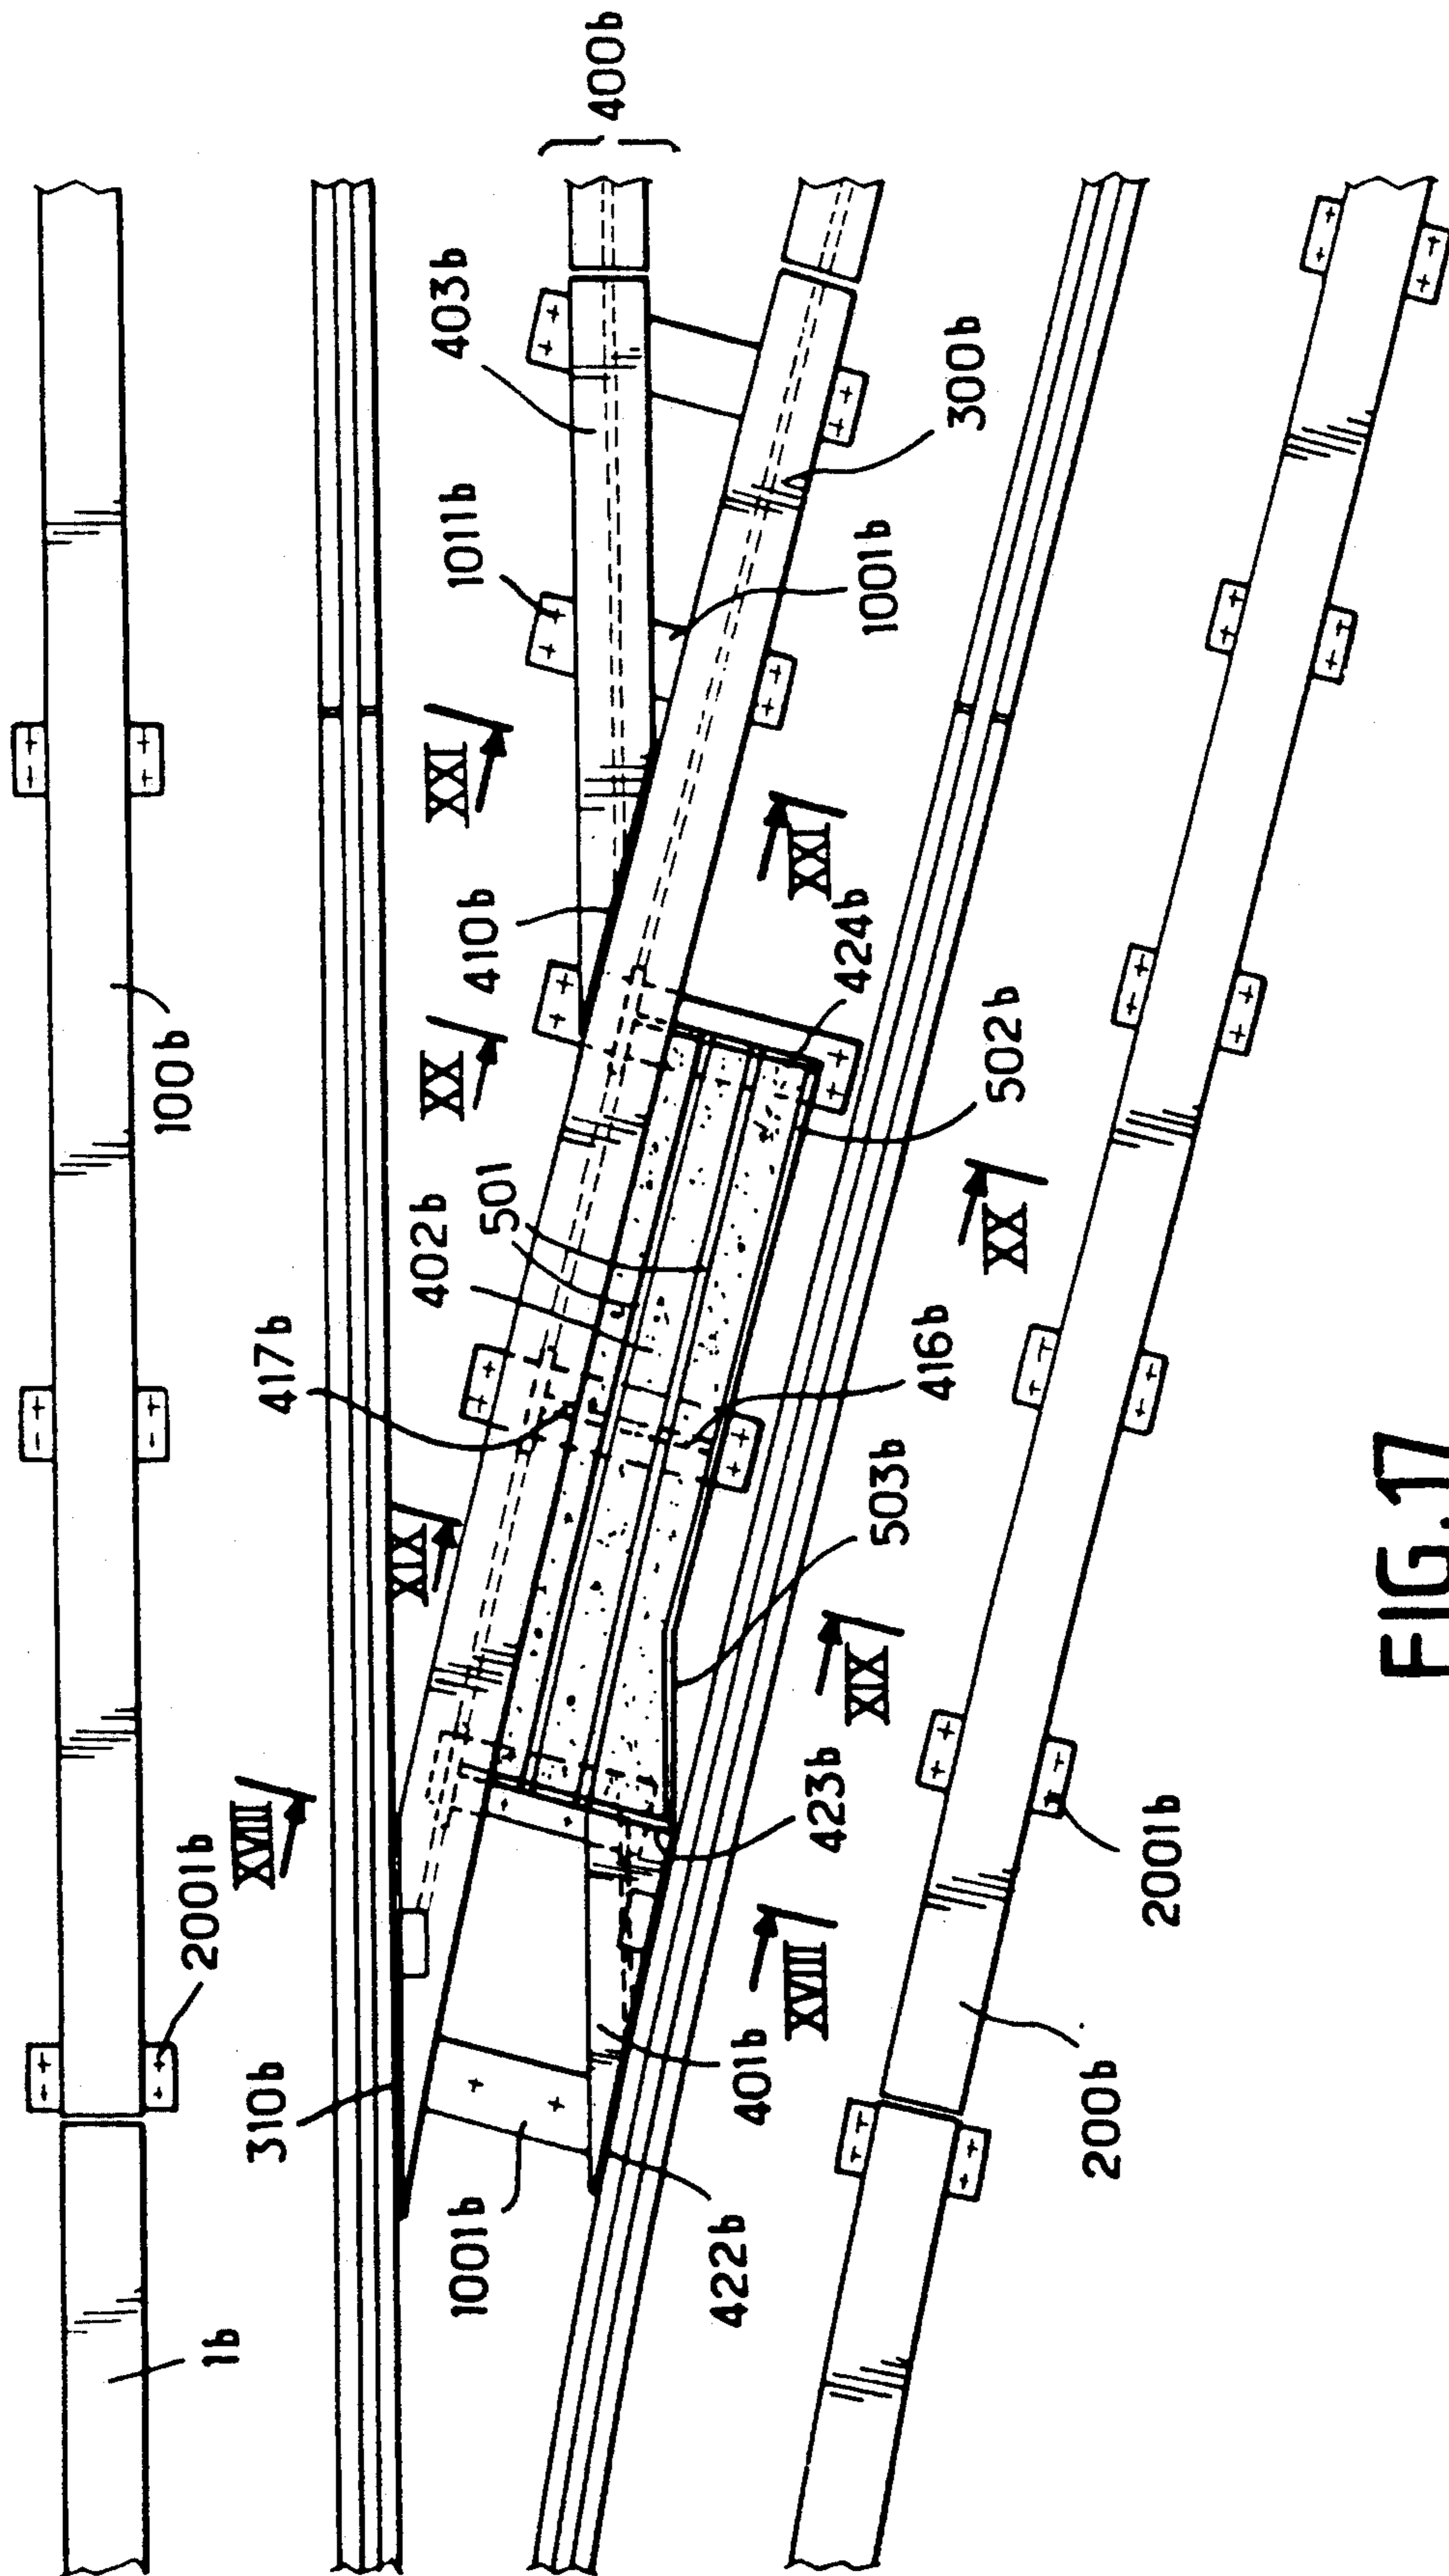 400b
403b
1011b
300b
1001b
XXI
XXI
410b
424b
XX
502b
100b
402b
501
XX
417b
416b
503b
XIX
XIX
423b
XVIII
2001b
2001b
XVIII
310b
401b
200b
1001b
422b
1b
FIG.17